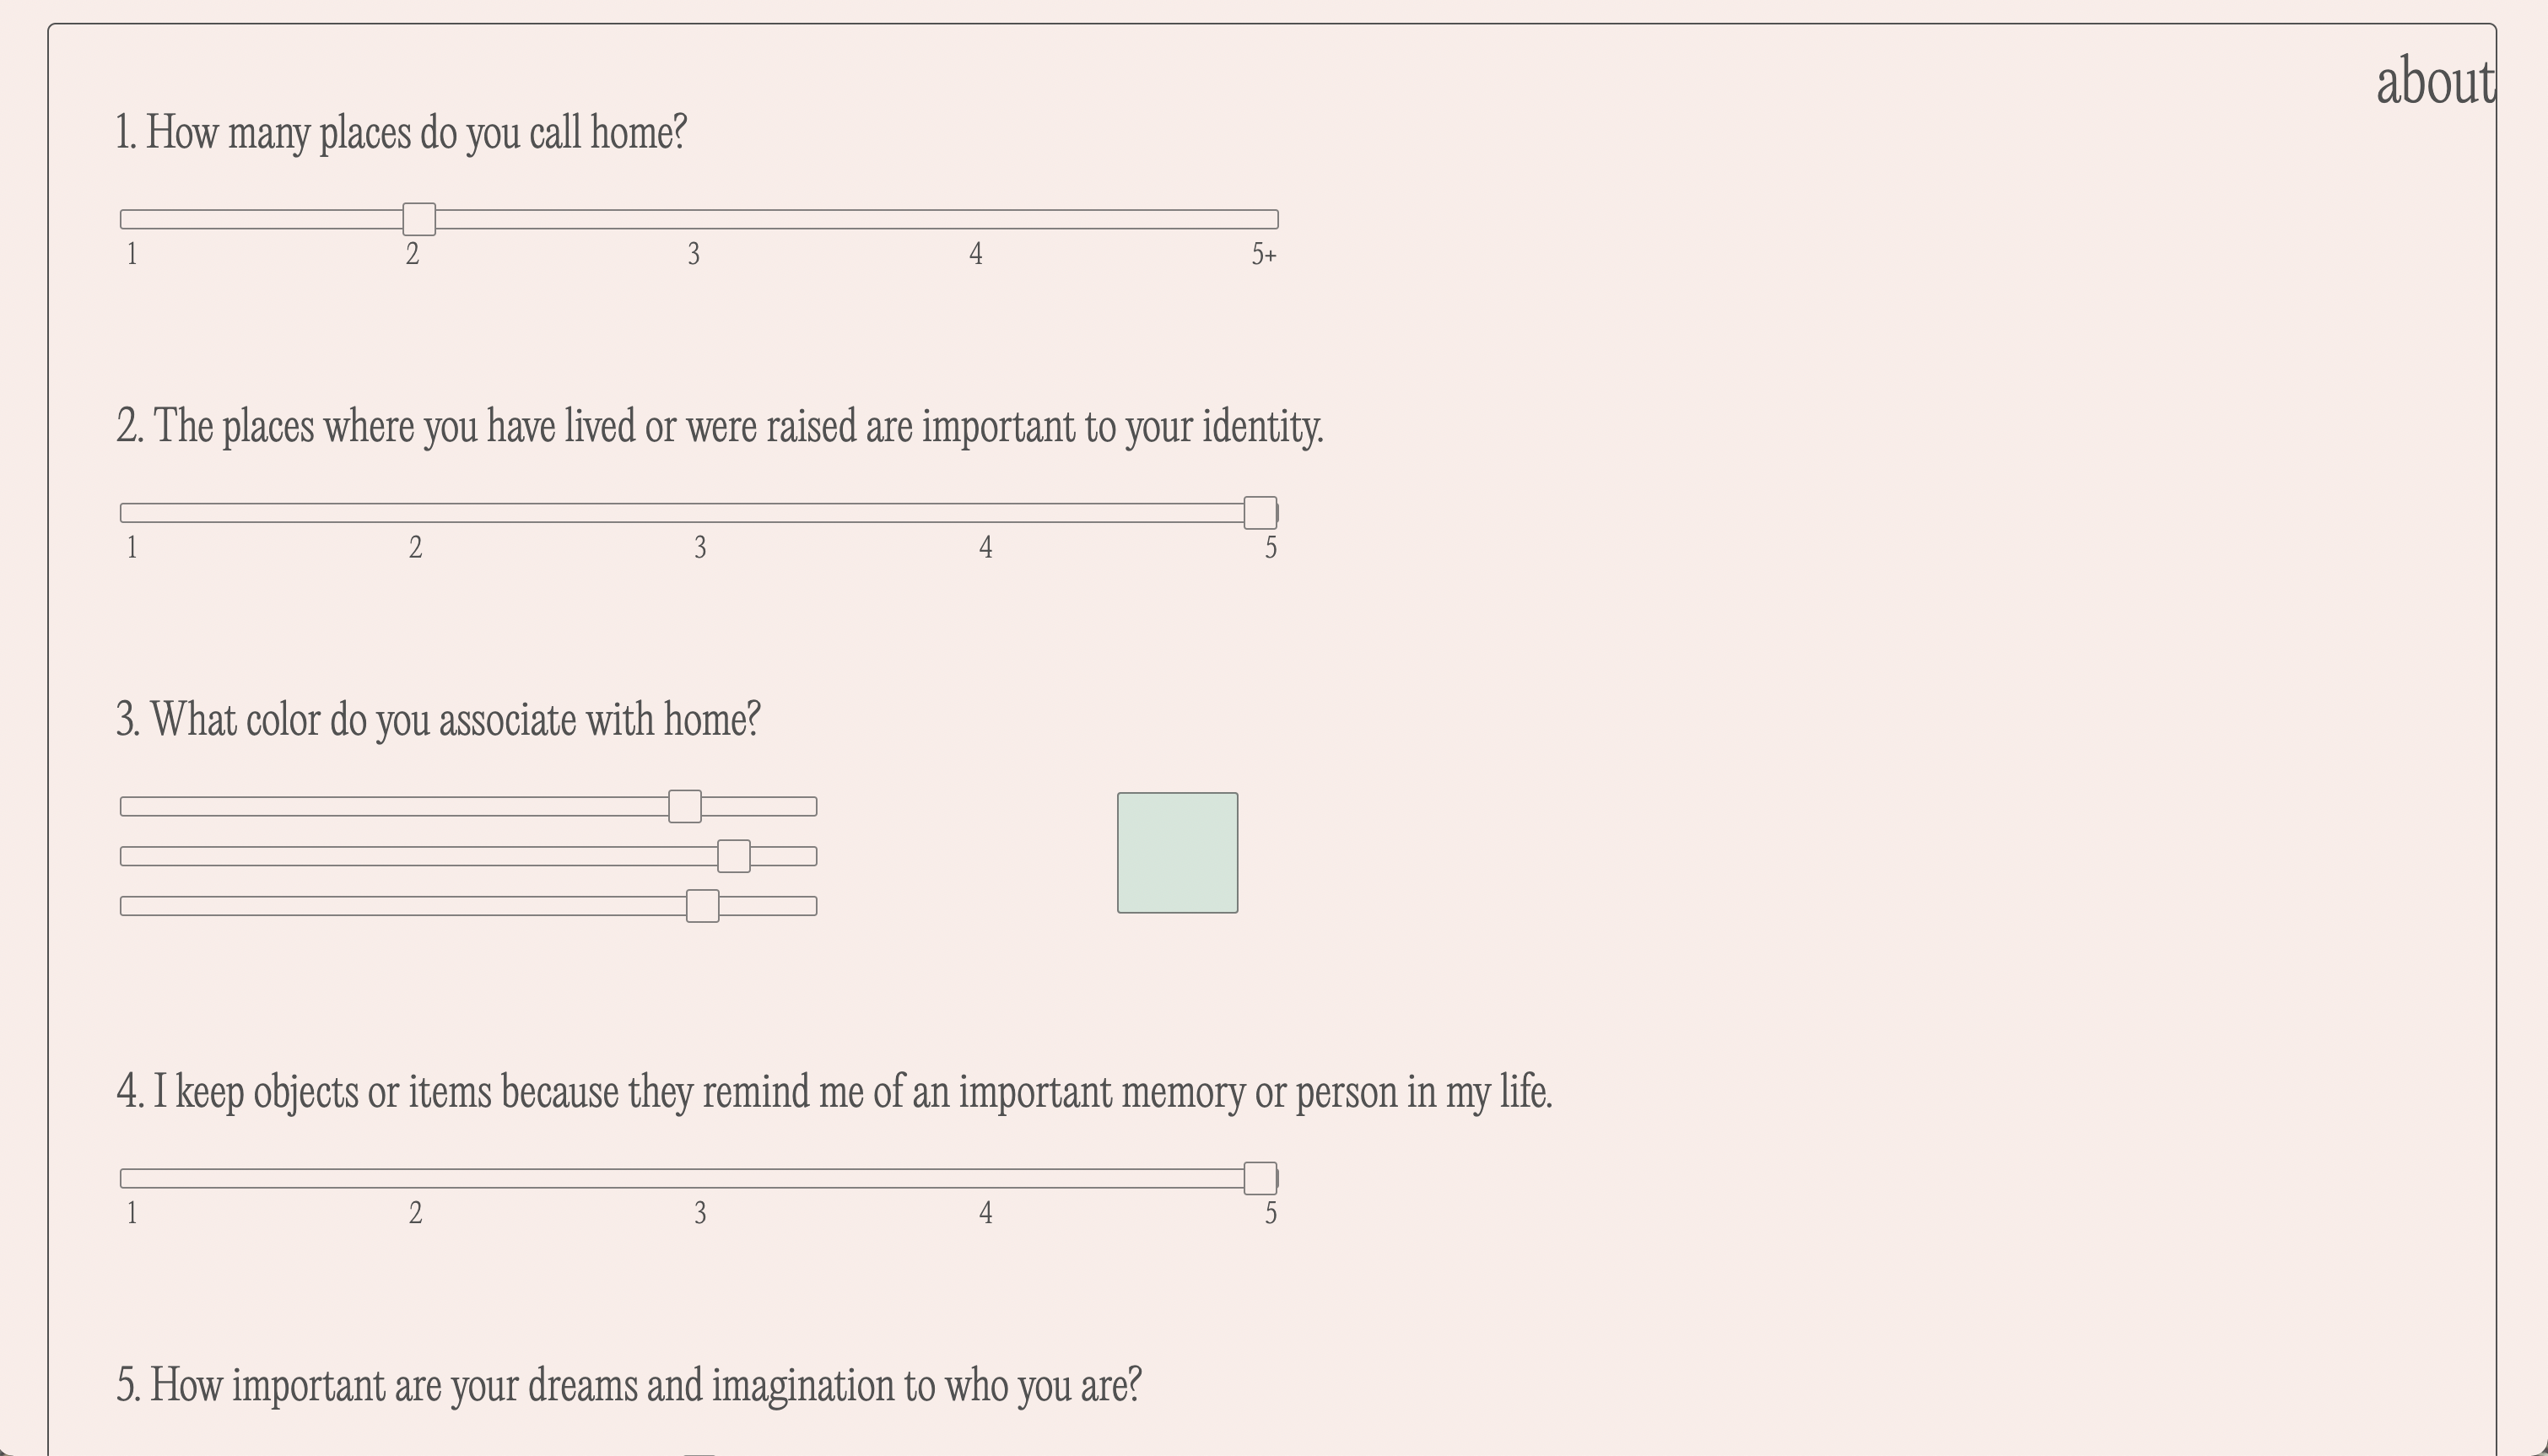 about
1. How many places do you call home?
1 2 3 4 5+
2. The places where you have lived or were raised are important to your identity.
1 2 3 4 5
3. What color do you associate with home?
4. I keep objects or items because they remind me of an important memory or person in my life.
1 2 3 4 5
5. How important are your dreams and imagination to who you are?